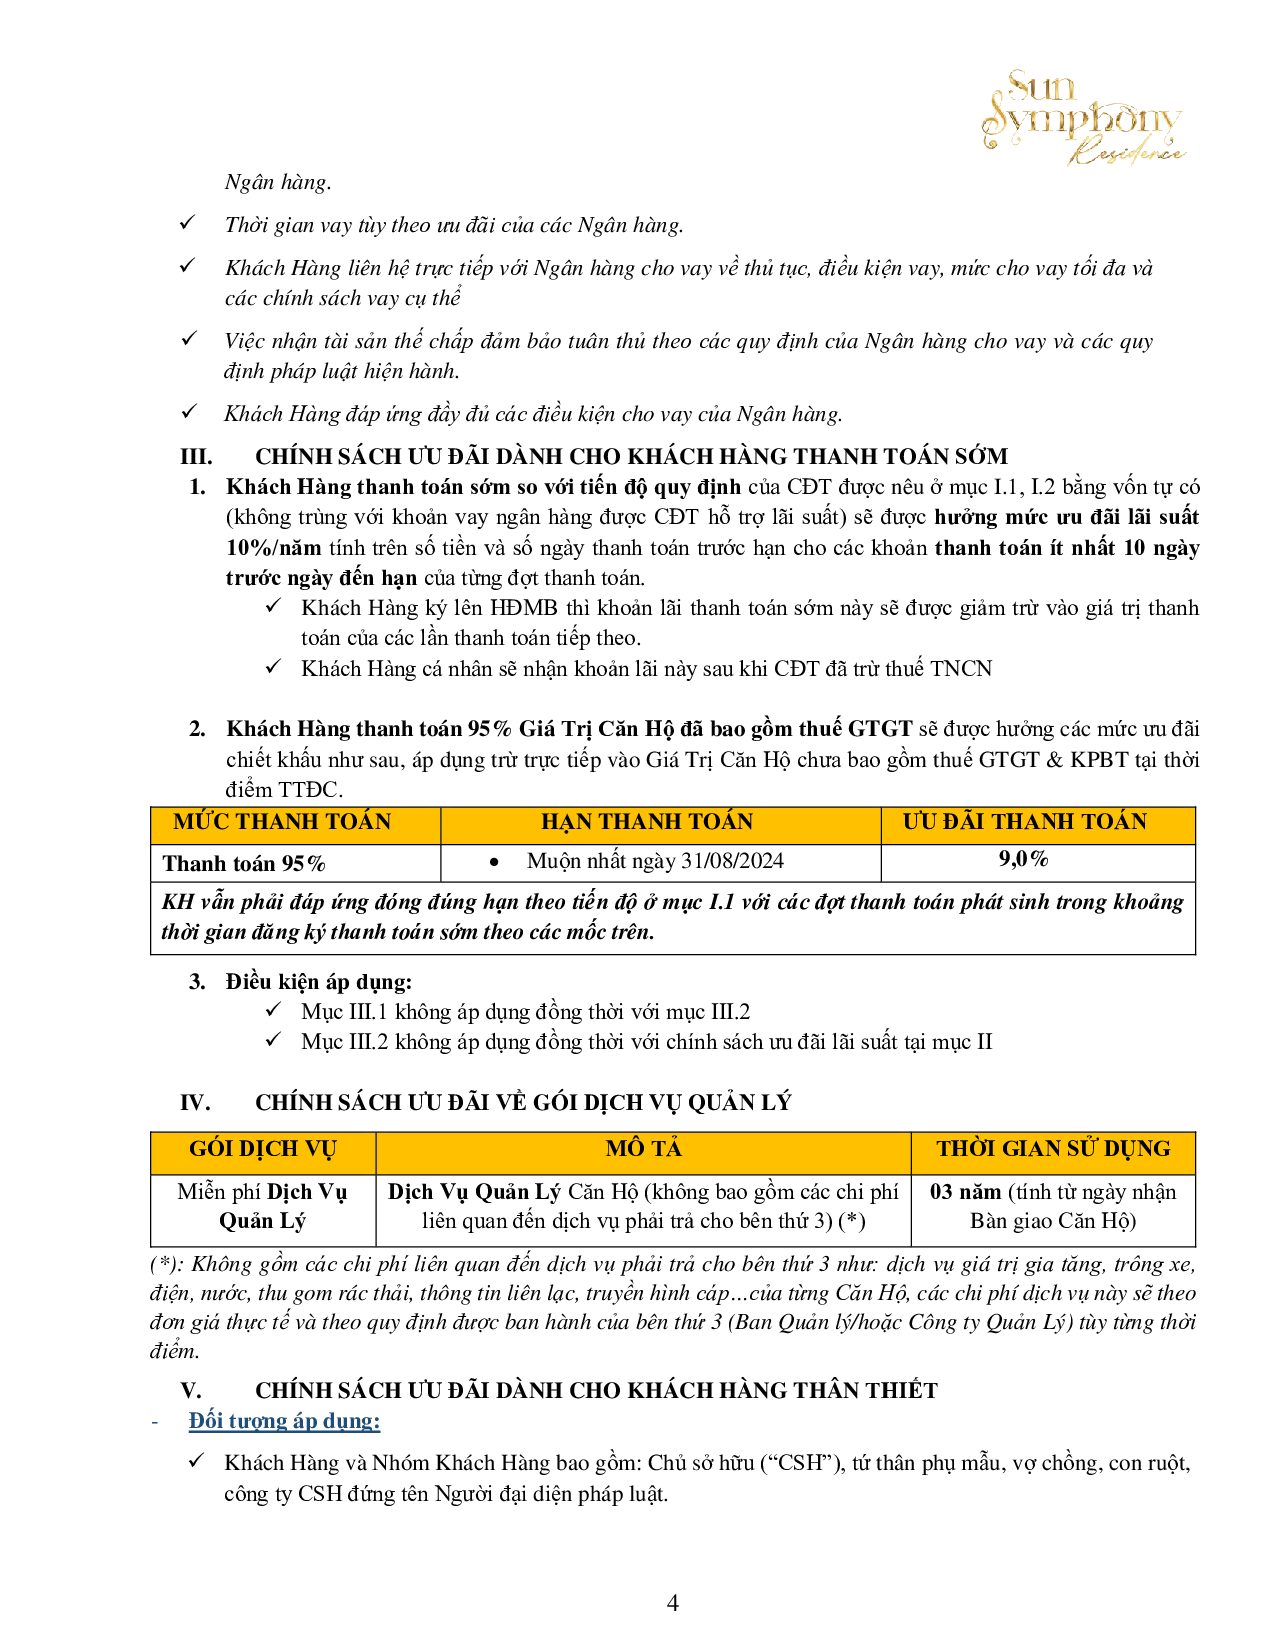 Sun
Symphony
Residence
Ngân hàng.
✓ Thời gian vay tùy theo ưu đãi của các Ngân hàng.
✓ Khách Hàng liên hệ trực tiếp với Ngân hàng cho vay về thủ tục, điều kiện vay, mức cho vay tối đa và
các chính sách vay cụ thể
✓ Việc nhận tài sản thế chấp đảm bảo tuân thủ theo các quy định của Ngân hàng cho vay và các quy
định pháp luật hiện hành.
✓ Khách Hàng đáp ứng đầy đủ các điều kiện cho vay của Ngân hàng.
III. CHÍNH SÁCH ƯU ĐÃI DÀNH CHO KHÁCH HÀNG THANH TOÁN SỚM
1. Khách Hàng thanh toán sớm so với tiến độ quy định của CĐT được nêu ở mục I.1, I.2 bằng vốn tự có
(không trùng với khoản vay ngân hàng được CĐT hỗ trợ lãi suất) sẽ được hưởng mức ưu đãi lãi suất
10%/năm tính trên số tiền và số ngày thanh toán trước hạn cho các khoản thanh toán ít nhất 10 ngày
trước ngày đến hạn của từng đợt thanh toán.
✓ Khách Hàng ký lên HĐMB thì khoản lãi thanh toán sớm này sẽ được giảm trừ vào giá trị thanh
toán của các lần thanh toán tiếp theo.
✓ Khách Hàng cá nhân sẽ nhận khoản lãi này sau khi CĐT đã trừ thuế TNCN
2. Khách Hàng thanh toán 95% Giá Trị Căn Hộ đã bao gồm thuế GTGT sẽ được hưởng các mức ưu đãi
chiết khấu như sau, áp dụng trừ trực tiếp vào Giá Trị Căn Hộ chưa bao gồm thuế GTGT & KPBT tại thời
điểm TTĐC.
MỨC THANH TOÁN HẠN THANH TOÁN ƯU ĐÃI THANH TOÁN
Thanh toán 95% • Muộn nhất ngày 31/08/2024 9,0%
KH vẫn phải đáp ứng đóng đúng hạn theo tiến độ ở mục I.1 với các đợt thanh toán phát sinh trong khoảng
thời gian đăng ký thanh toán sớm theo các mốc trên.
3. Điều kiện áp dụng:
✓ Mục III.1 không áp dụng đồng thời với mục III.2
✓ Mục III.2 không áp dụng đồng thời với chính sách ưu đãi lãi suất tại mục II
IV. CHÍNH SÁCH ƯU ĐÃI VỀ GÓI DỊCH VỤ QUẢN LÝ
GÓI DỊCH VỤ MÔ TẢ THỜI GIAN SỬ DỤNG
Miễn phí Dịch Vụ Dịch Vụ Quản Lý Căn Hộ (không bao gồm các chi phí 03 năm (tính từ ngày nhận
Quản Lý liên quan đến dịch vụ phải trả cho bên thứ 3) (*) Bàn giao Căn Hộ)
(*): Không gồm các chi phí liên quan đến dịch vụ phải trả cho bên thứ 3 như: dịch vụ giá trị gia tăng, trông xe,
điện, nước, thu gom rác thải, thông tin liên lạc, truyền hình cáp…của từng Căn Hộ, các chi phí dịch vụ này sẽ theo
đơn giá thực tế và theo quy định được ban hành của bên thứ 3 (Ban Quản lý/hoặc Công ty Quản Lý) tùy từng thời
điểm.
V. CHÍNH SÁCH ƯU ĐÃI DÀNH CHO KHÁCH HÀNG THÂN THIẾT
- Đối tượng áp dụng:
✓ Khách Hàng và Nhóm Khách Hàng bao gồm: Chủ sở hữu (“CSH”), tứ thân phụ mẫu, vợ chồng, con ruột,
công ty CSH đứng tên Người đại diện pháp luật.
4